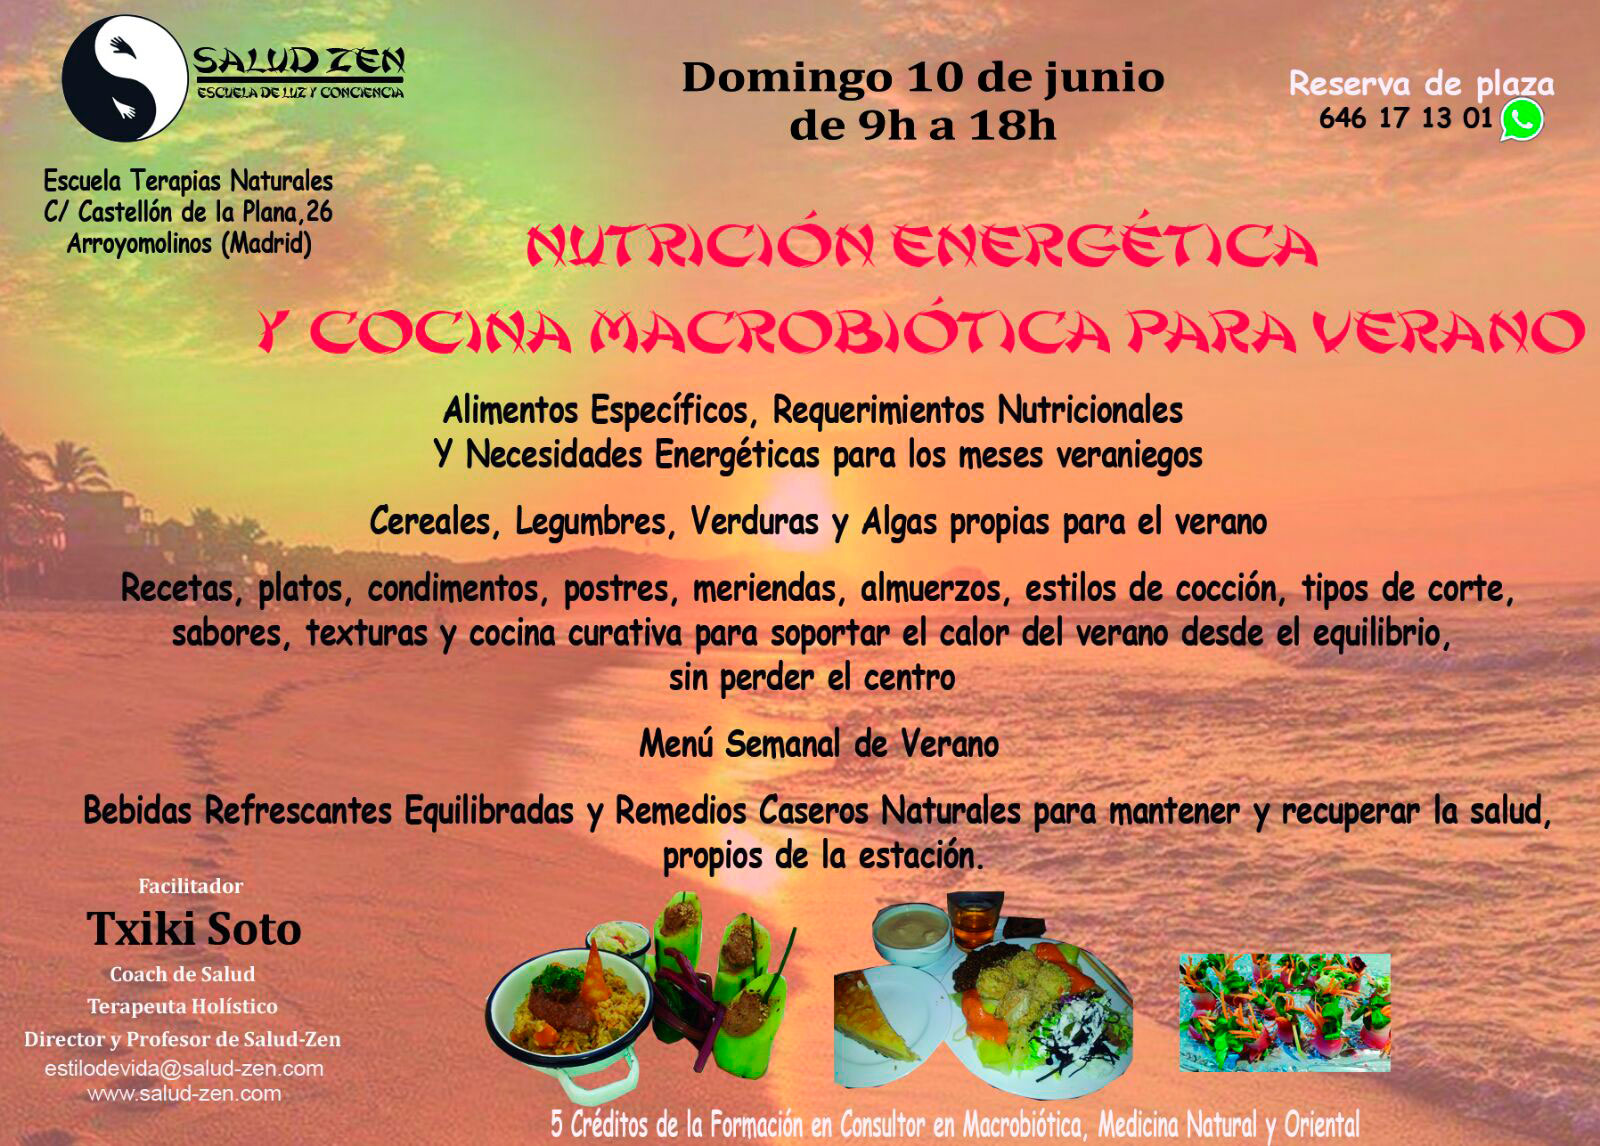 SALUD ZEN
ESCUELA DE LUZ Y CONCIENCIA
Escuela Terapias Naturales
C/ Castellón de la Plana,26
Arroyomolinos (Madrid)
Domingo 10 de junio
de 9h a 18h
Reserva de plaza
646 17 13 01
NUTRICIÓN ENERGÉTICA
Y COCINA MACROBIÓTICA PARA VERANO
Alimentos Específicos, Requerimientos Nutricionales
Y Necesidades Energéticas para los meses veraniegos
Cereales, Legumbres, Verduras y Algas propias para el verano
Recetas, platos, condimentos, postres, meriendas, almuerzos, estilos de cocción, tipos de corte,
sabores, texturas y cocina curativa para soportar el calor del verano desde el equilibrio,
sin perder el centro
Menú Semanal de Verano
Bebidas Refrescantes Equilibradas y Remedios Caseros Naturales para mantener y recuperar la salud,
propios de la estación.
Facilitador
Txiki Soto
Coach de Salud
Terapeuta Holístico
Director y Profesor de Salud-Zen
estilodevida@salud-zen.com
www.salud-zen.com
5 Créditos de la Formación en Consultor en Macrobiótica, Medicina Natural y Oriental